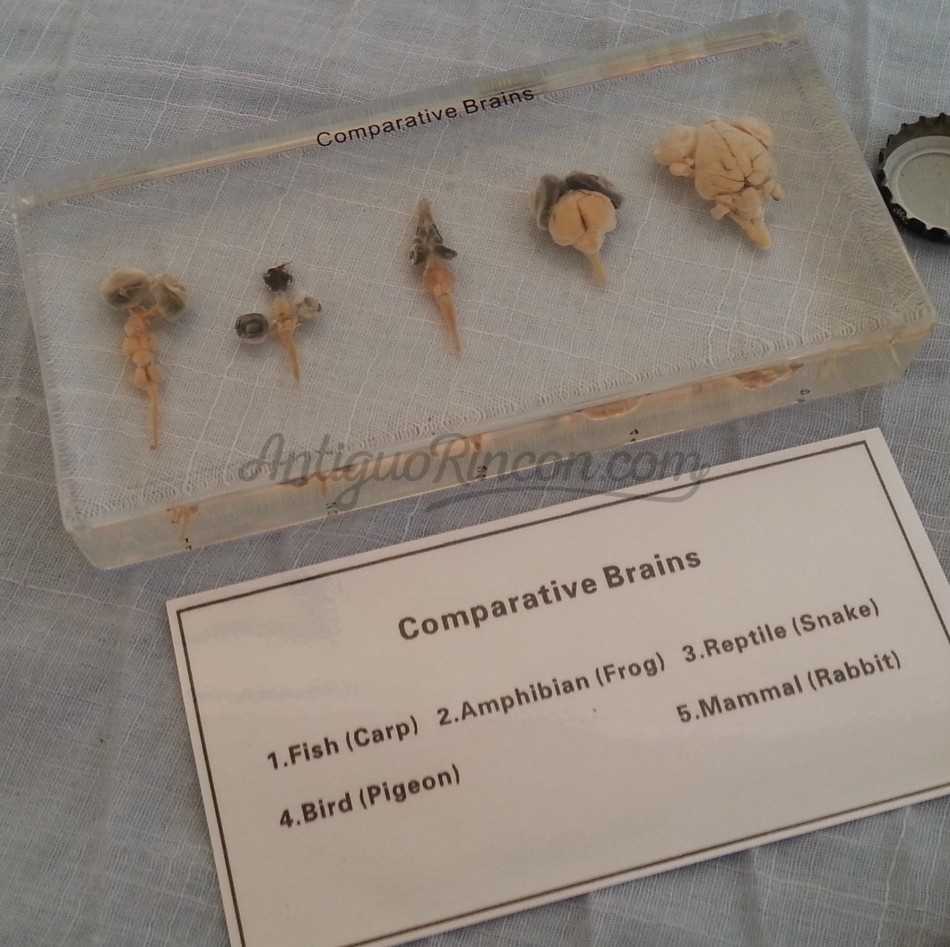 Comparative Brains
AntiguoRincon.com
Comparative Brains
1.Fish (Carp) 2.Amphibian (Frog) 3.Reptile (Snake)
4.Bird (Pigeon) 5.Mammal (Rabbit)